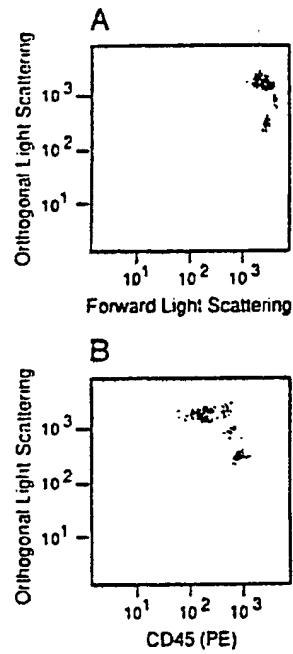 A
Orthogonal Light Scattering
10³
10²
10¹
10¹ 10² 10³
Forward Light Scattering
B
Orthogonal Light Scattering
10³
10²
10¹
10¹ 10² 10³
CD45 (PE)